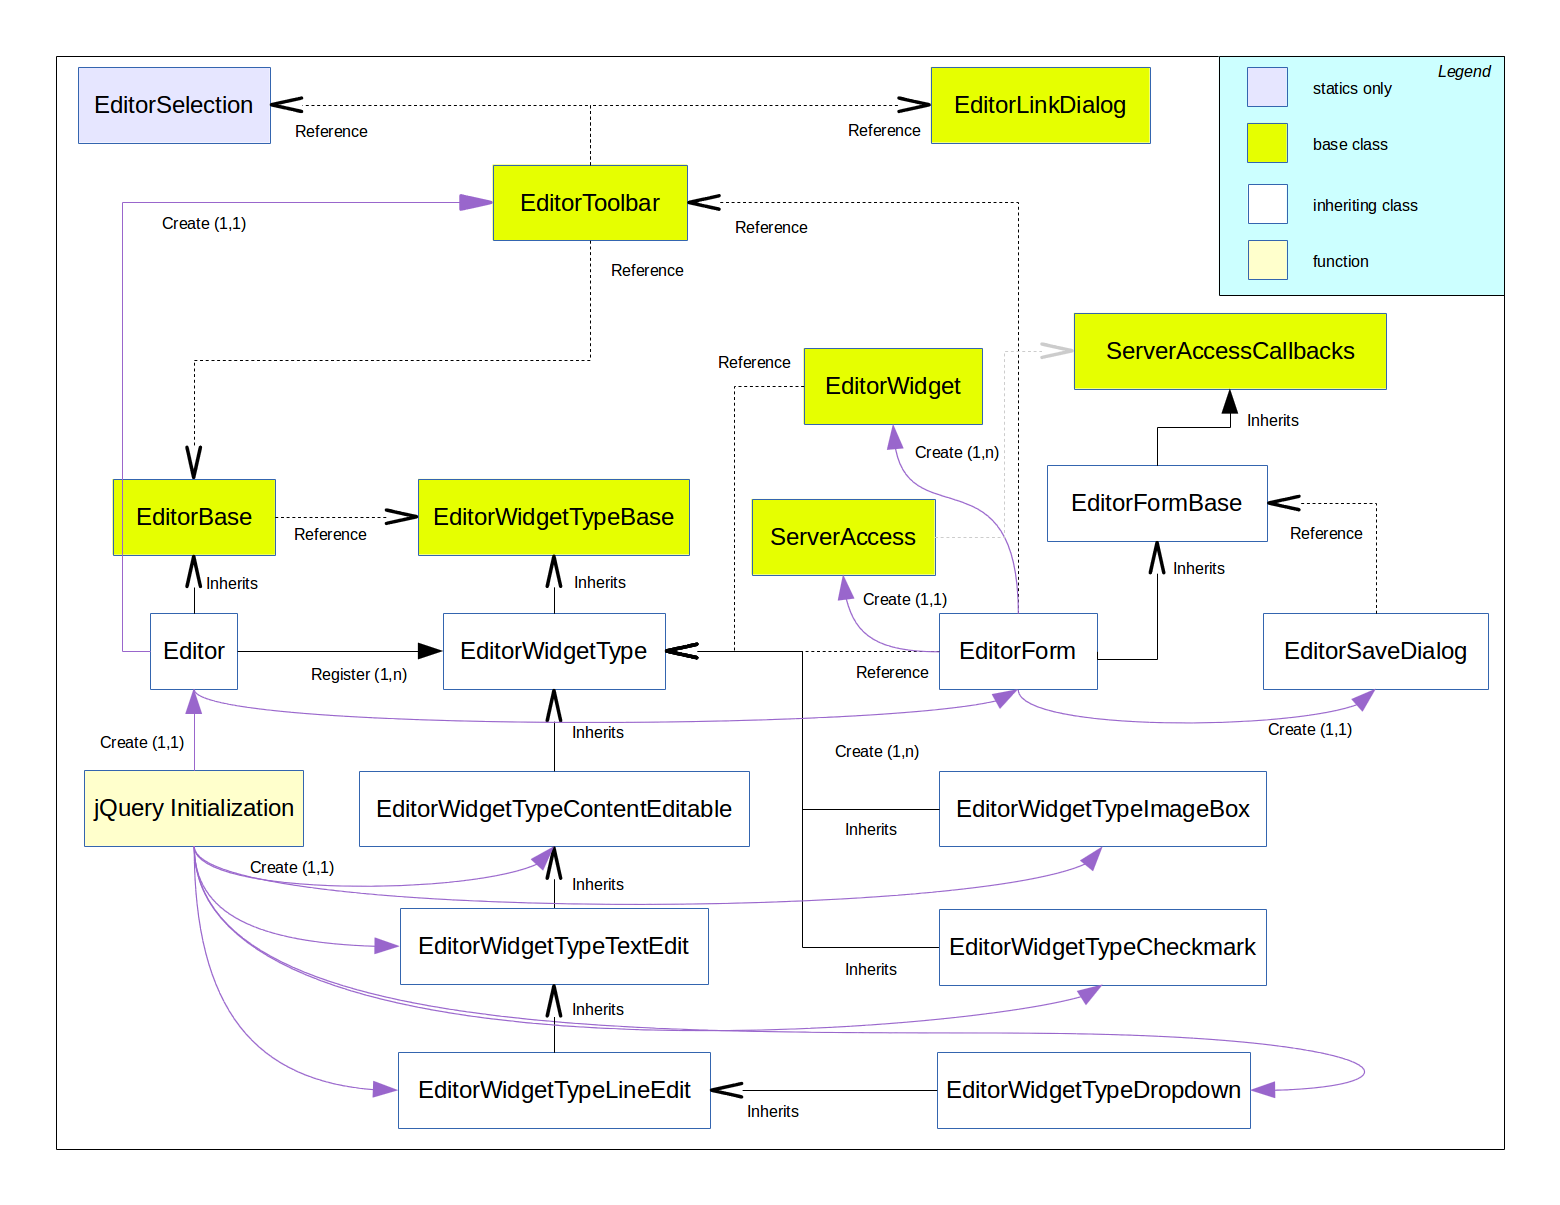 EditorSelection
Reference
EditorLinkDialog
Reference
Legend
statics only
base class
inheriting class
function
EditorToolbar
Create (1,1)
Reference
Reference
ServerAccessCallbacks
Reference
EditorWidget
Inherits
Create (1,n)
EditorBase
Reference
EditorWidgetTypeBase
ServerAccess
EditorFormBase
Reference
Inherits
Inherits
Create (1,1)
Inherits
Editor
Register (1,n)
EditorWidgetType
Reference
EditorForm
EditorSaveDialog
Create (1,1)
Inherits
Create (1,n)
Create (1,1)
jQuery Initialization
EditorWidgetTypeContentEditable
EditorWidgetTypeImageBox
Inherits
Create (1,1)
Inherits
EditorWidgetTypeTextEdit
EditorWidgetTypeCheckmark
Inherits
Inherits
EditorWidgetTypeLineEdit
Inherits
EditorWidgetTypeDropdown